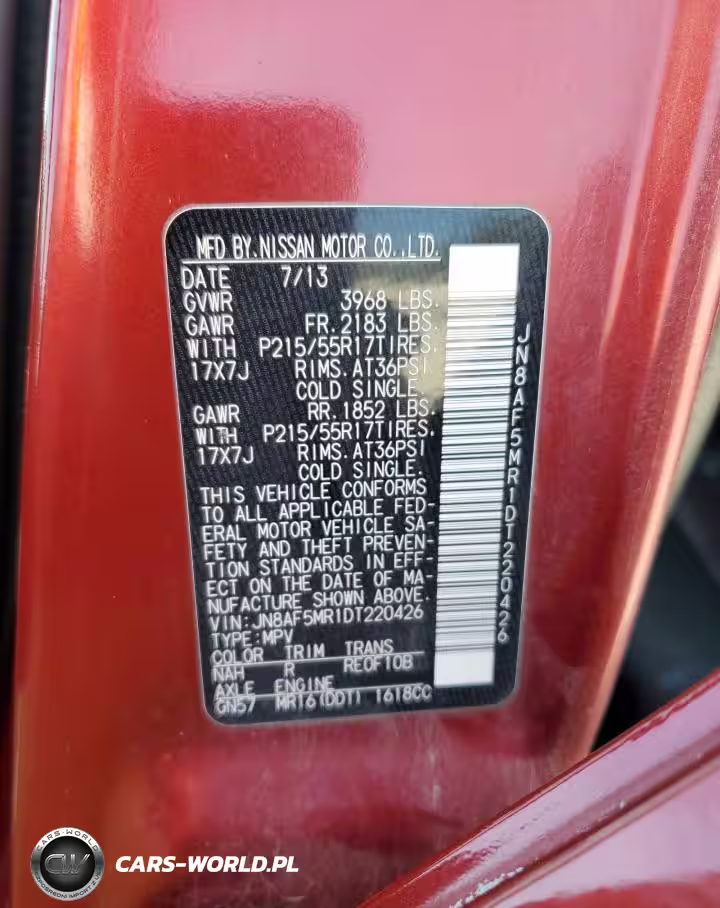 MFD BY.NISSAN MOTOR CO.,LTD.
DATE 7/13
GVWR 3968 LBS.
GAWR FR.2183 LBS.
WITH P215/55R17TIRES.
17X7J RIMS.AT36PSI
COLD SINGLE.
GAWR RR.1852 LBS.
WITH P215/55R17TIRES.
17X7J RIMS.AT36PSI
COLD SINGLE.
THIS VEHICLE CONFORMS
TO ALL APPLICABLE FED-
ERAL MOTOR VEHICLE SA-
FETY AND THEFT PREVEN-
TION STANDARDS IN EFF-
ECT ON THE DATE OF MA-
NUFACTURE SHOWN ABOVE.
VIN:JN8AF5MR1DT220426
TYPE:MPV
COLOR TRIM TRANS
NAH R RE0F10B
AXLE ENGINE
GN57 MR16(DDT) 1618CC
JN8AF5MR1DT220426
CARS-WORLD
CW
CARS-WORLD.PL